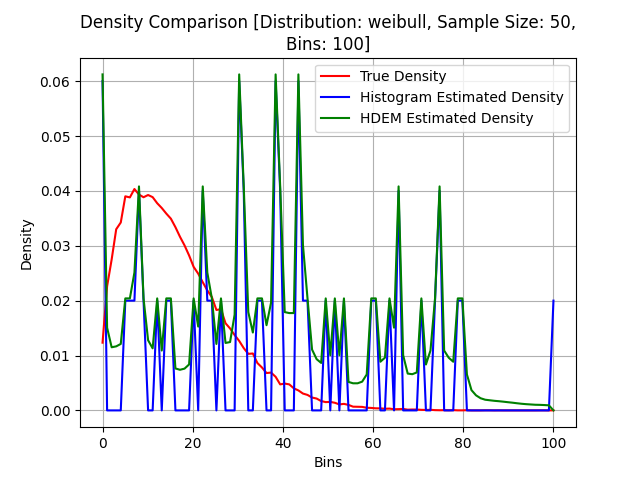 Density Comparison [Distribution: weibull, Sample Size: 50,
Bins: 100]
True Density
Histogram Estimated Density
HDEM Estimated Density
Density
0.06
0.05
0.04
0.03
0.02
0.01
0.00
0 20 40 60 80 100
Bins